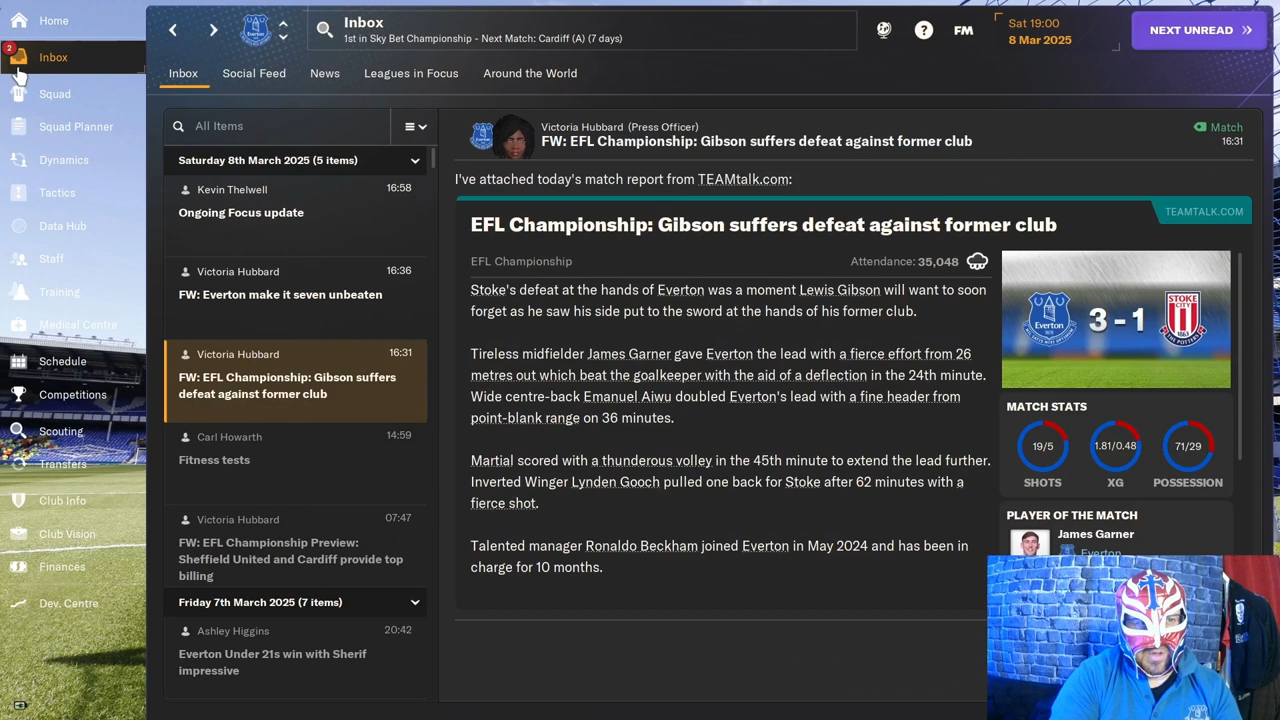 Home
2
Inbox
Squad
Squad Planner
Dynamics
Tactics
Data Hub
Staff
Training
Medical Centre
Schedule
Competitions
Scouting
Transfers
Club Info
Club Vision
Finances
Dev. Centre
Everton
Inbox
1st in Sky Bet Championship - Next Match: Cardiff (A) (7 days)
?
FM
Sat 19:00
8 Mar 2025
NEXT UNREAD
Inbox
Social Feed
News
Leagues in Focus
Around the World
All Items
Saturday 8th March 2025 (5 items)
Kevin Thelwell 16:58
Ongoing Focus update
Victoria Hubbard 16:36
FW: Everton make it seven unbeaten
Victoria Hubbard 16:31
FW: EFL Championship: Gibson suffers
defeat against former club
Carl Howarth 14:59
Fitness tests
Victoria Hubbard 07:47
FW: EFL Championship Preview:
Sheffield United and Cardiff provide top
billing
Friday 7th March 2025 (7 items)
Ashley Higgins 20:42
Everton Under 21s win with Sherif
impressive
Victoria Hubbard (Press Officer)
FW: EFL Championship: Gibson suffers defeat against former club
Match
16:31
I've attached today's match report from TEAMtalk.com:
TEAMTALK.COM
EFL Championship: Gibson suffers defeat against former club
EFL Championship
Attendance: 35,048
Stoke's defeat at the hands of Everton was a moment Lewis Gibson will want to soon
forget as he saw his side put to the sword at the hands of his former club.
Tireless midfielder James Garner gave Everton the lead with a fierce effort from 26
metres out which beat the goalkeeper with the aid of a deflection in the 24th minute.
Wide centre-back Emanuel Aiwu doubled Everton's lead with a fine header from
point-blank range on 36 minutes.
Martial scored with a thunderous volley in the 45th minute to extend the lead further.
Inverted Winger Lynden Gooch pulled one back for Stoke after 62 minutes with a
fierce shot.
Talented manager Ronaldo Beckham joined Everton in May 2024 and has been in
charge for 10 months.
Everton
3 - 1
STOKE
CITY
MATCH STATS
19/5
1.81/0.48
71/29
SHOTS
XG
POSSESSION
PLAYER OF THE MATCH
James Garner
Everton